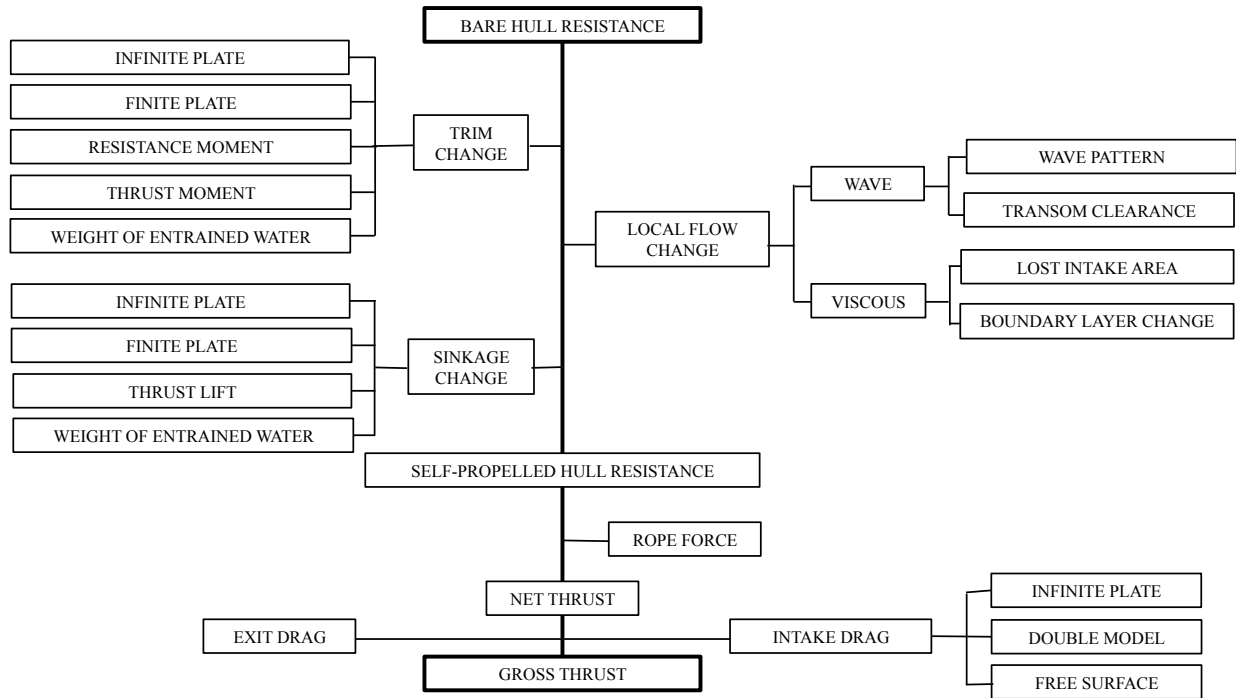 BARE HULL RESISTANCE
INFINITE PLATE
FINITE PLATE
RESISTANCE MOMENT
THRUST MOMENT
WEIGHT OF ENTRAINED WATER
TRIM
CHANGE
LOCAL FLOW
CHANGE
WAVE
WAVE PATTERN
TRANSOM CLEARANCE
VISCOUS
LOST INTAKE AREA
BOUNDARY LAYER CHANGE
INFINITE PLATE
FINITE PLATE
THRUST LIFT
WEIGHT OF ENTRAINED WATER
SINKAGE
CHANGE
SELF-PROPELLED HULL RESISTANCE
ROPE FORCE
NET THRUST
EXIT DRAG
INTAKE DRAG
INFINITE PLATE
DOUBLE MODEL
FREE SURFACE
GROSS THRUST